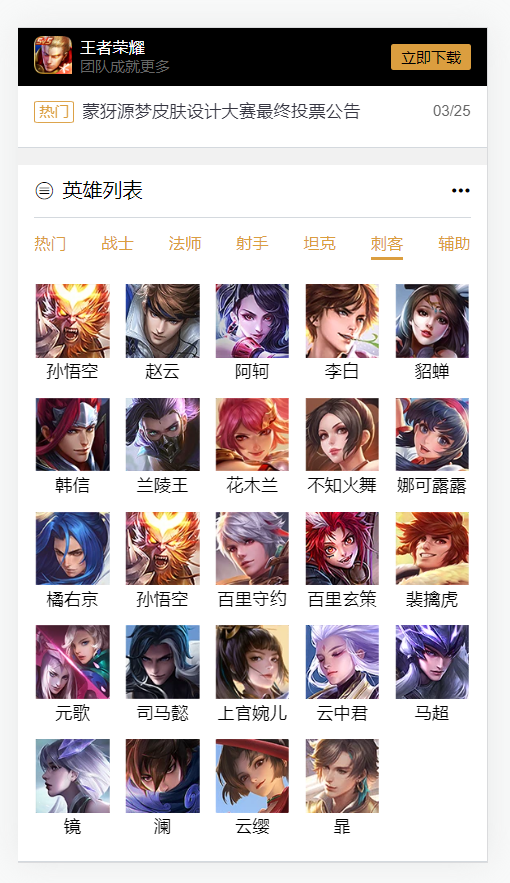 王者荣耀
团队成就更多
立即下载
热门 蒙犽源梦皮肤设计大赛最终投票公告 03/25
英雄列表
热门 战士 法师 射手 坦克 刺客 辅助
孙悟空 赵云 阿轲 李白 貂蝉
韩信 兰陵王 花木兰 不知火舞 娜可露露
橘右京 孙悟空 百里守约 百里玄策 裴擒虎
元歌 司马懿 上官婉儿 云中君 马超
镜 澜 云缨 暃